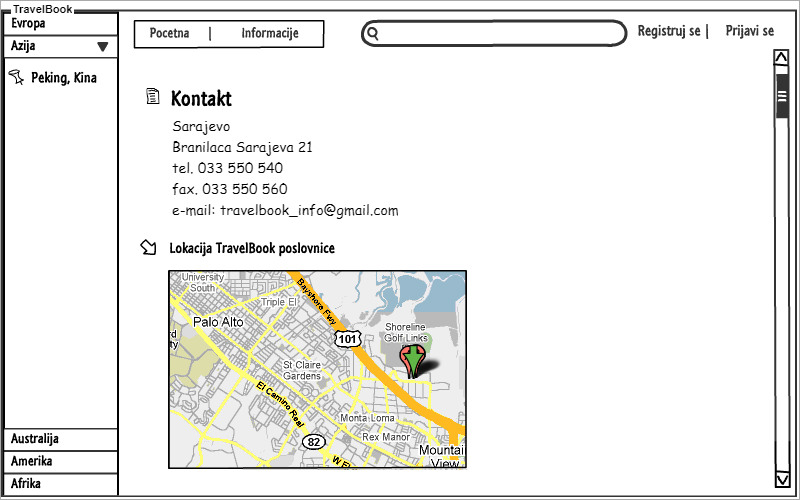 TravelBook
Evropa
Azija
Peking, Kina
Australija
Amerika
Afrika
Pocetna | Informacije
Registruj se | Prijavi se
Kontakt
Sarajevo
Branilaca Sarajeva 21
tel. 033 550 540
fax. 033 550 560
e-mail: travelbook_info@gmail.com
Lokacija TravelBook poslovnice
University
South
Triple El
Bayshore Fwy
Palo Alto
101
Shoreline
Golf Links
St Claire
Gardens
El Camino Real
Monta Loma
Rex Manor
82
Mountai
View
W El